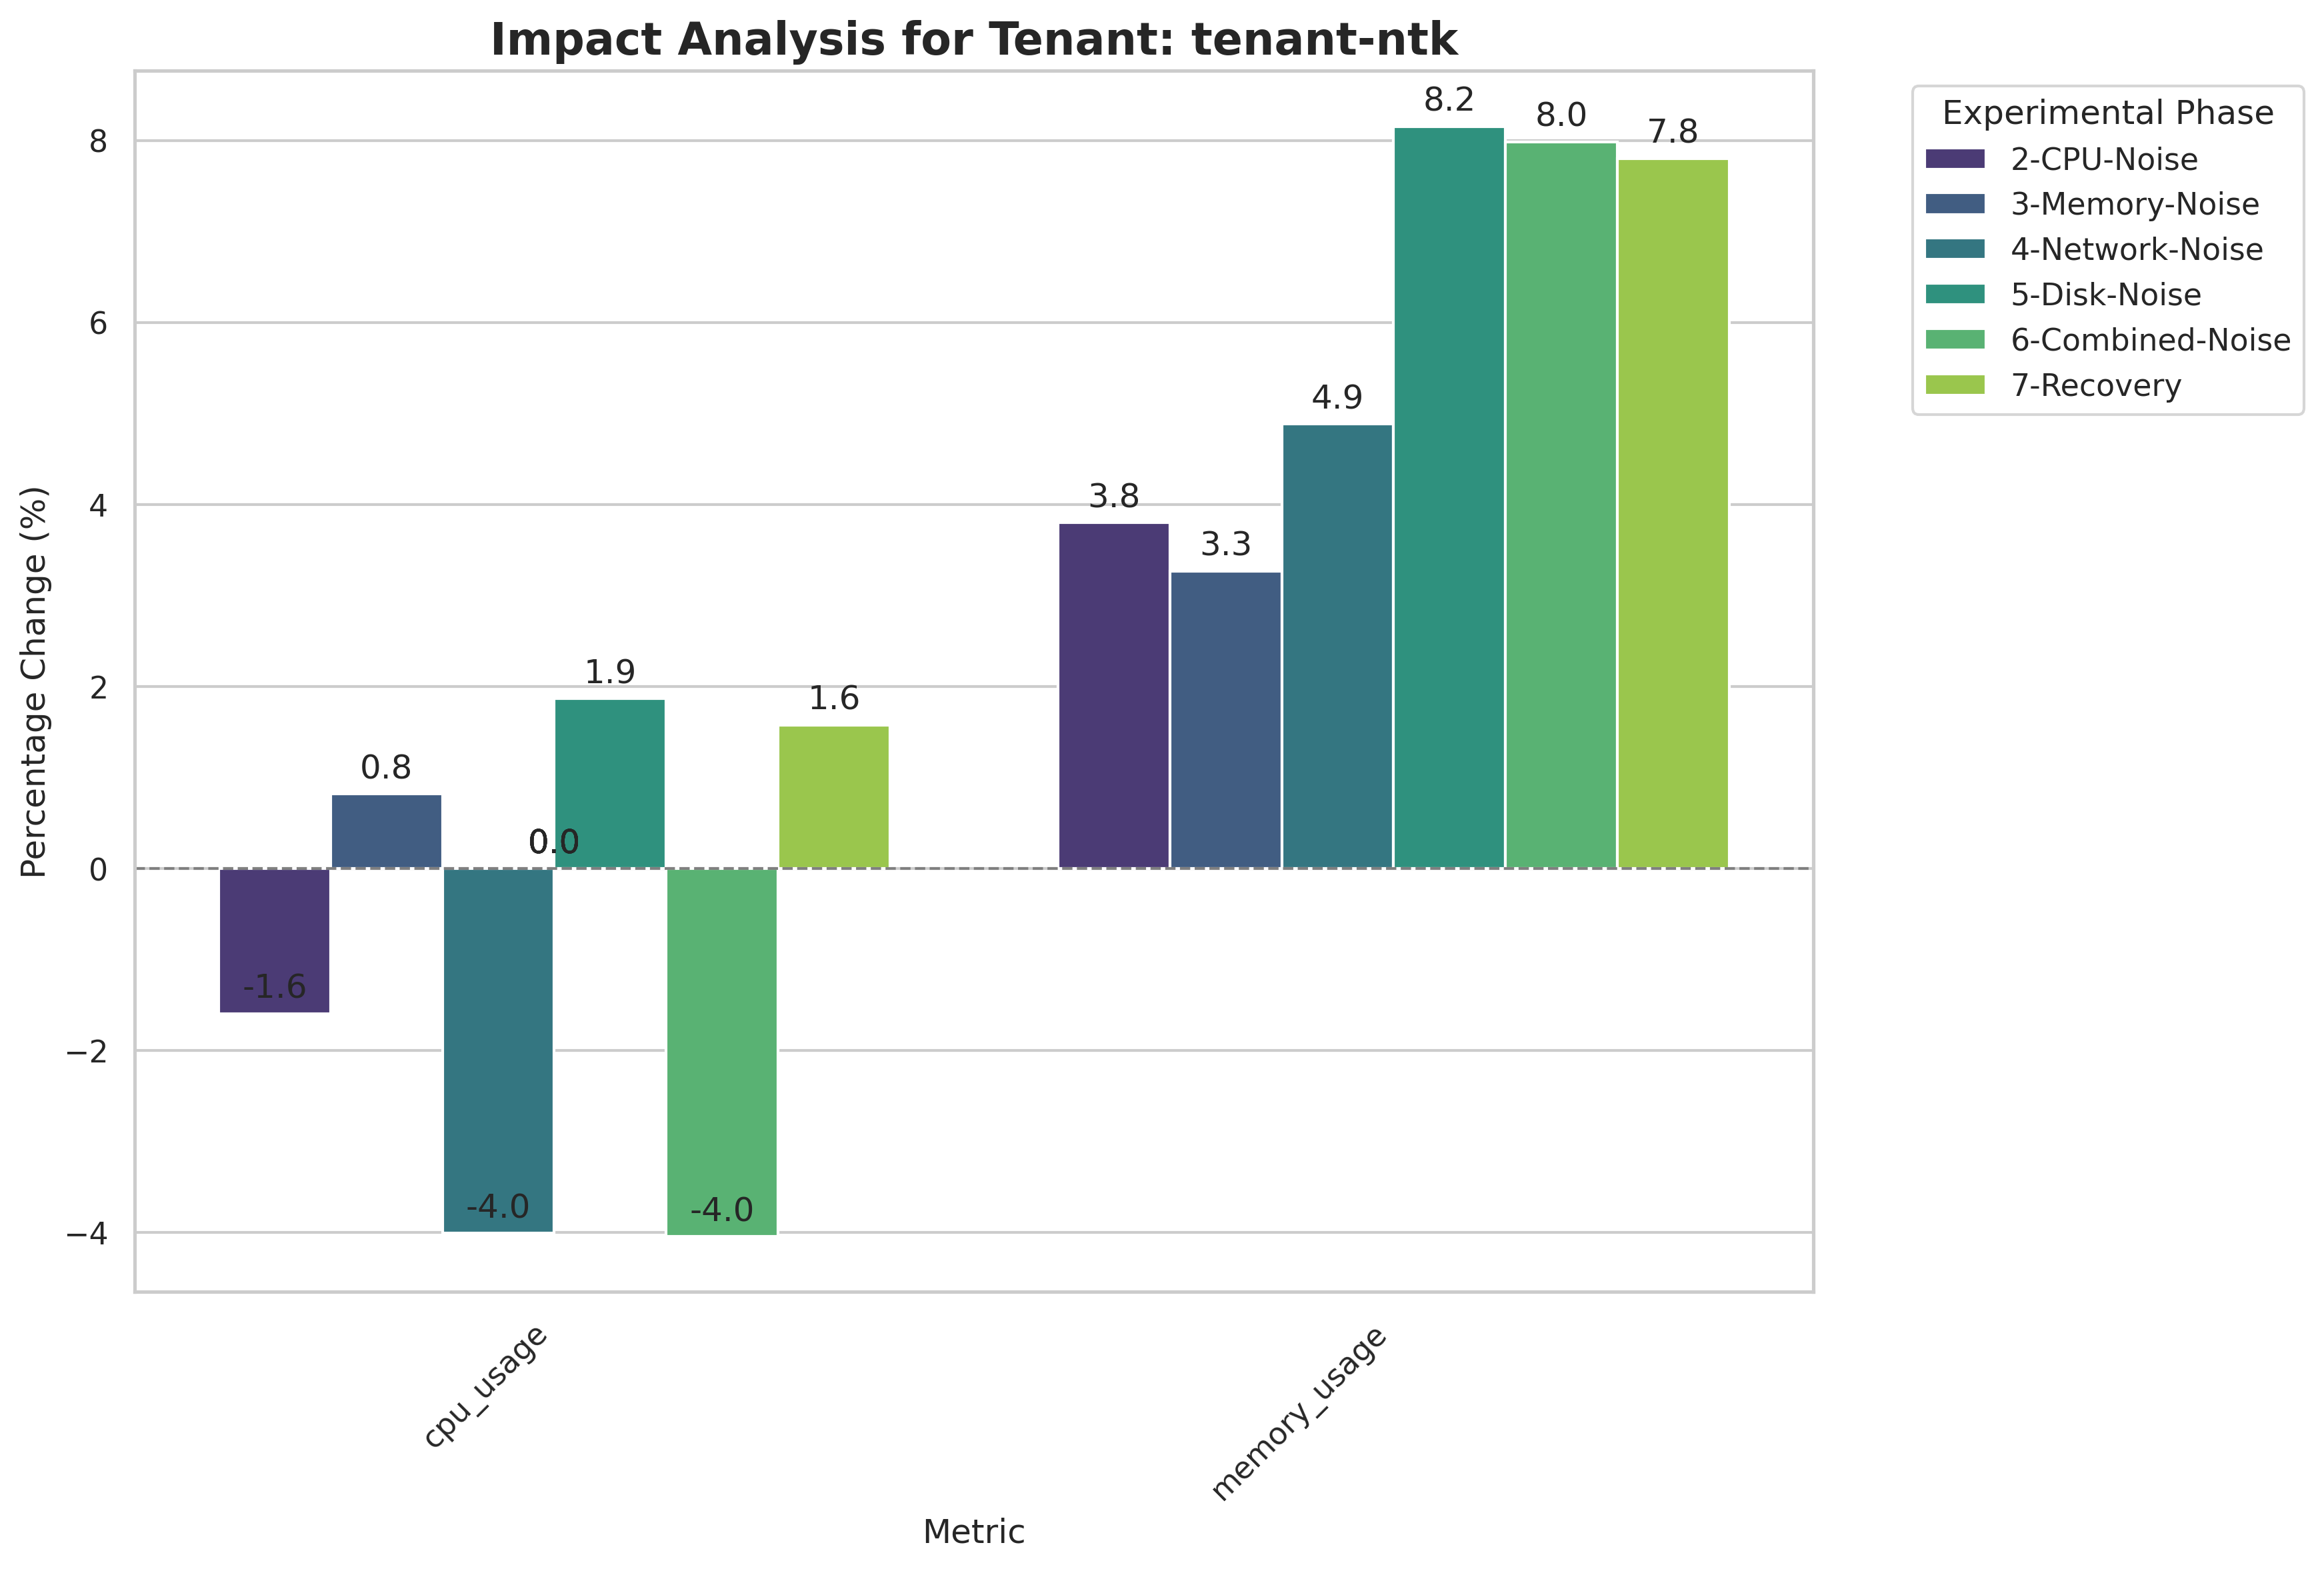 Impact Analysis for Tenant: tenant-ntk
Percentage Change (%)
8
6
4
2
0
−2
−4
-1.6
0.8
-4.0
0.0
1.9
-4.0
1.6
3.8
3.3
4.9
8.2
8.0
7.8
cpu_usage
memory_usage
Metric
Experimental Phase
2-CPU-Noise
3-Memory-Noise
4-Network-Noise
5-Disk-Noise
6-Combined-Noise
7-Recovery